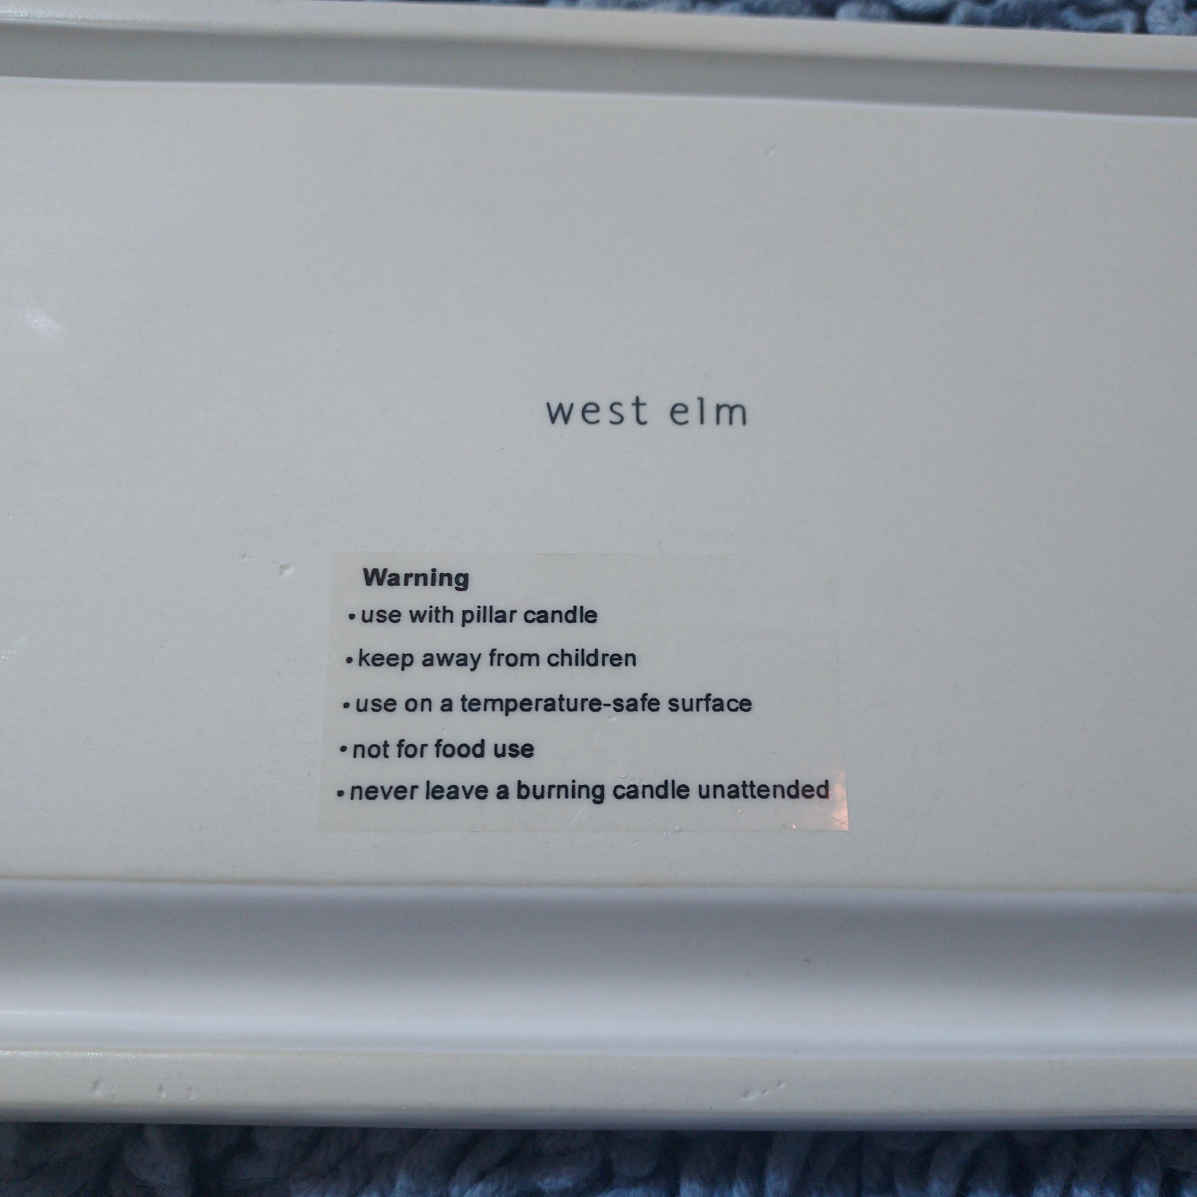 west elm
Warning
• use with pillar candle
• keep away from children
• use on a temperature-safe surface
• not for food use
• never leave a burning candle unattended